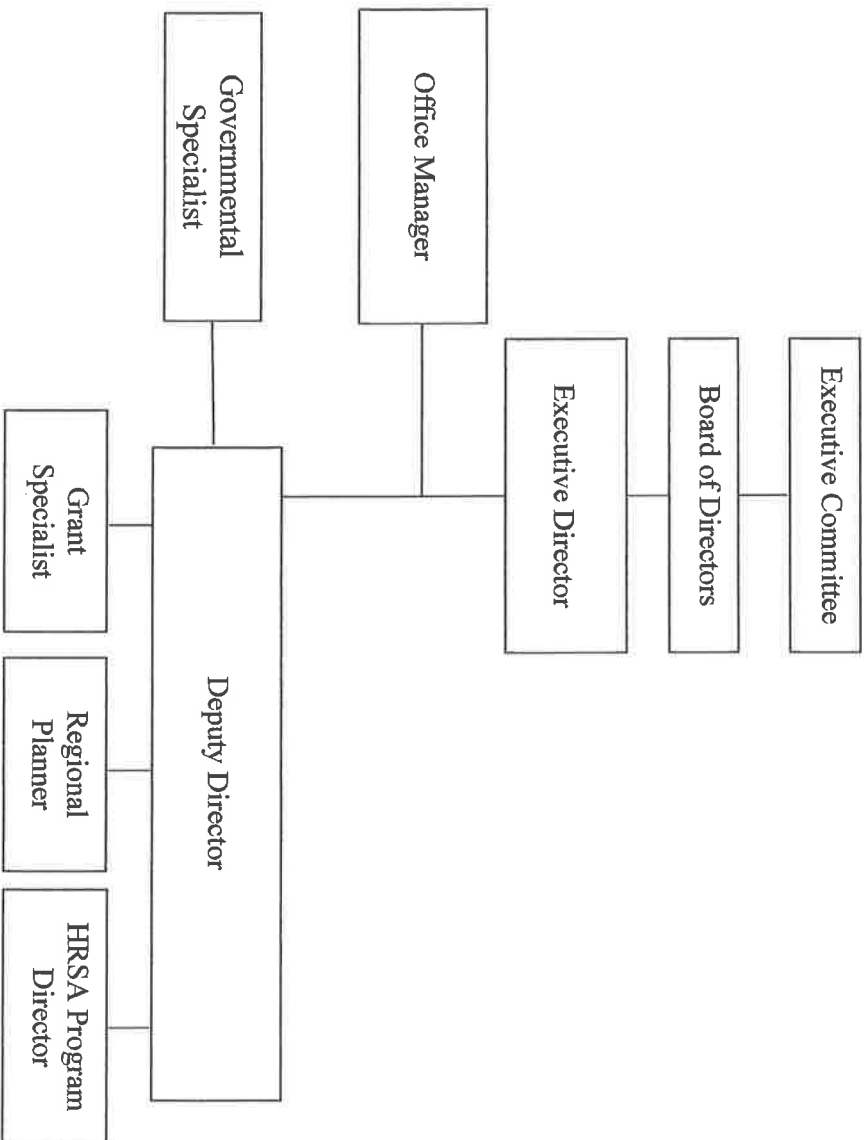 Executive Committee
Board of Directors
Executive Director
Office Manager
Deputy Director
Governmental
Specialist
Grant
Specialist
Regional
Planner
HRSA Program
Director